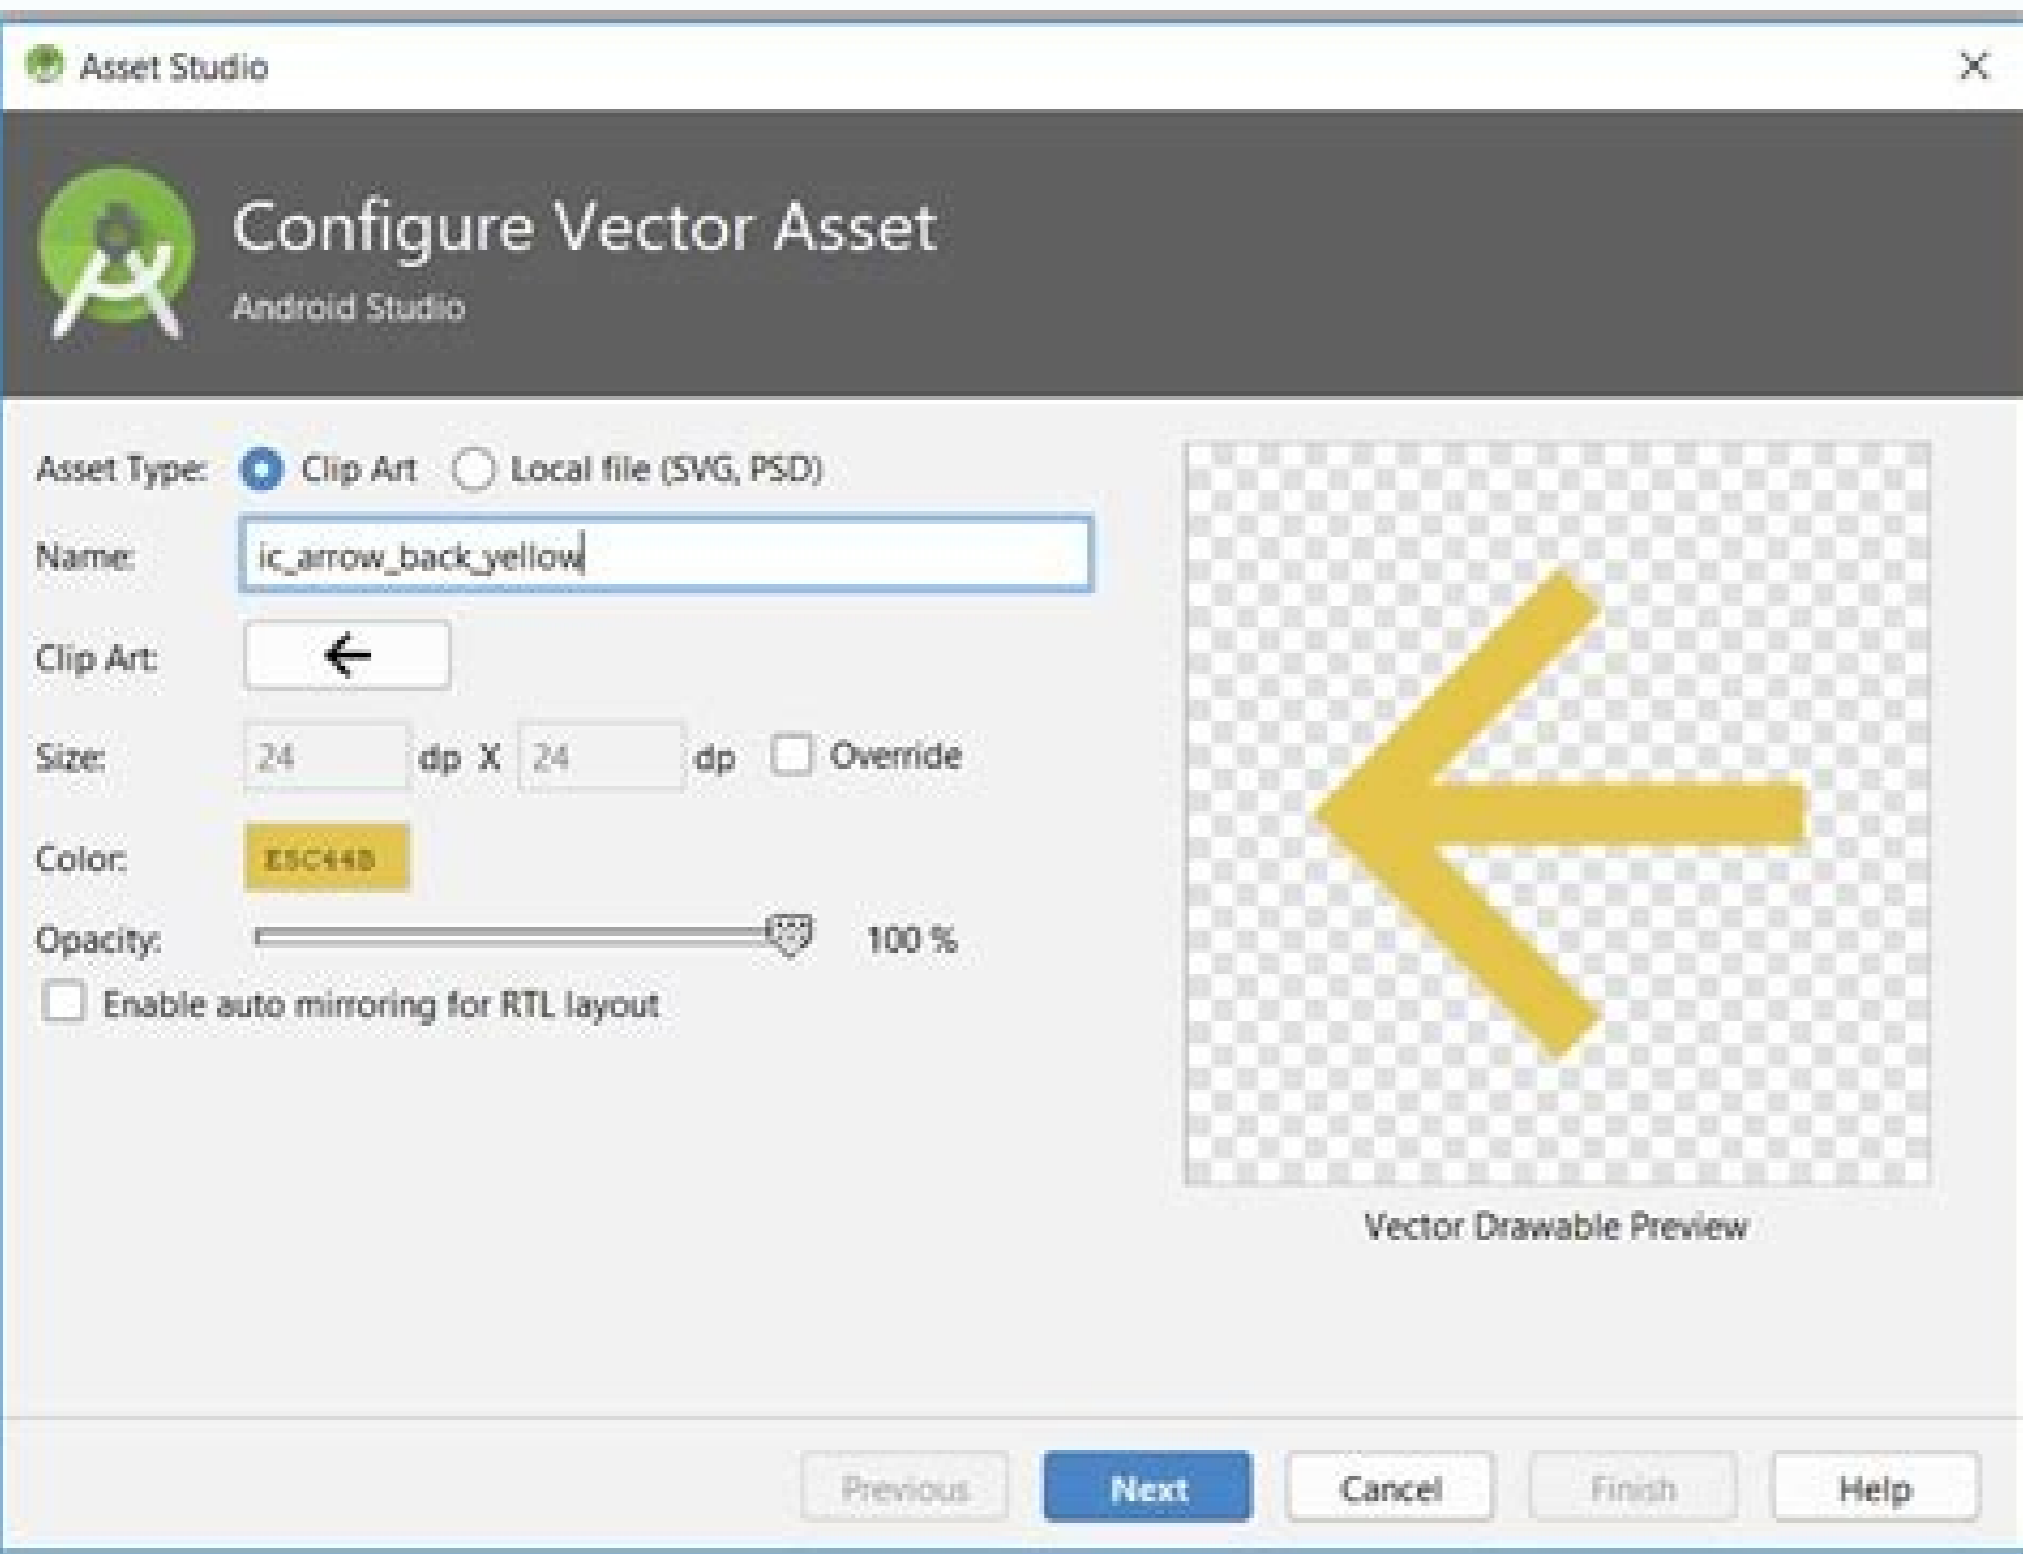 Asset Studio
Configure Vector Asset
Android Studio
Asset Type: Clip Art Local file (SVG, PSD)
Name: ic_arrow_back_yellow
Clip Art:
Size: 24 dp X 24 dp Override
Color:
Opacity: 100 %
Enable auto mirroring for RTL layout
Vector Drawable Preview
Previous Next Cancel Finish Help